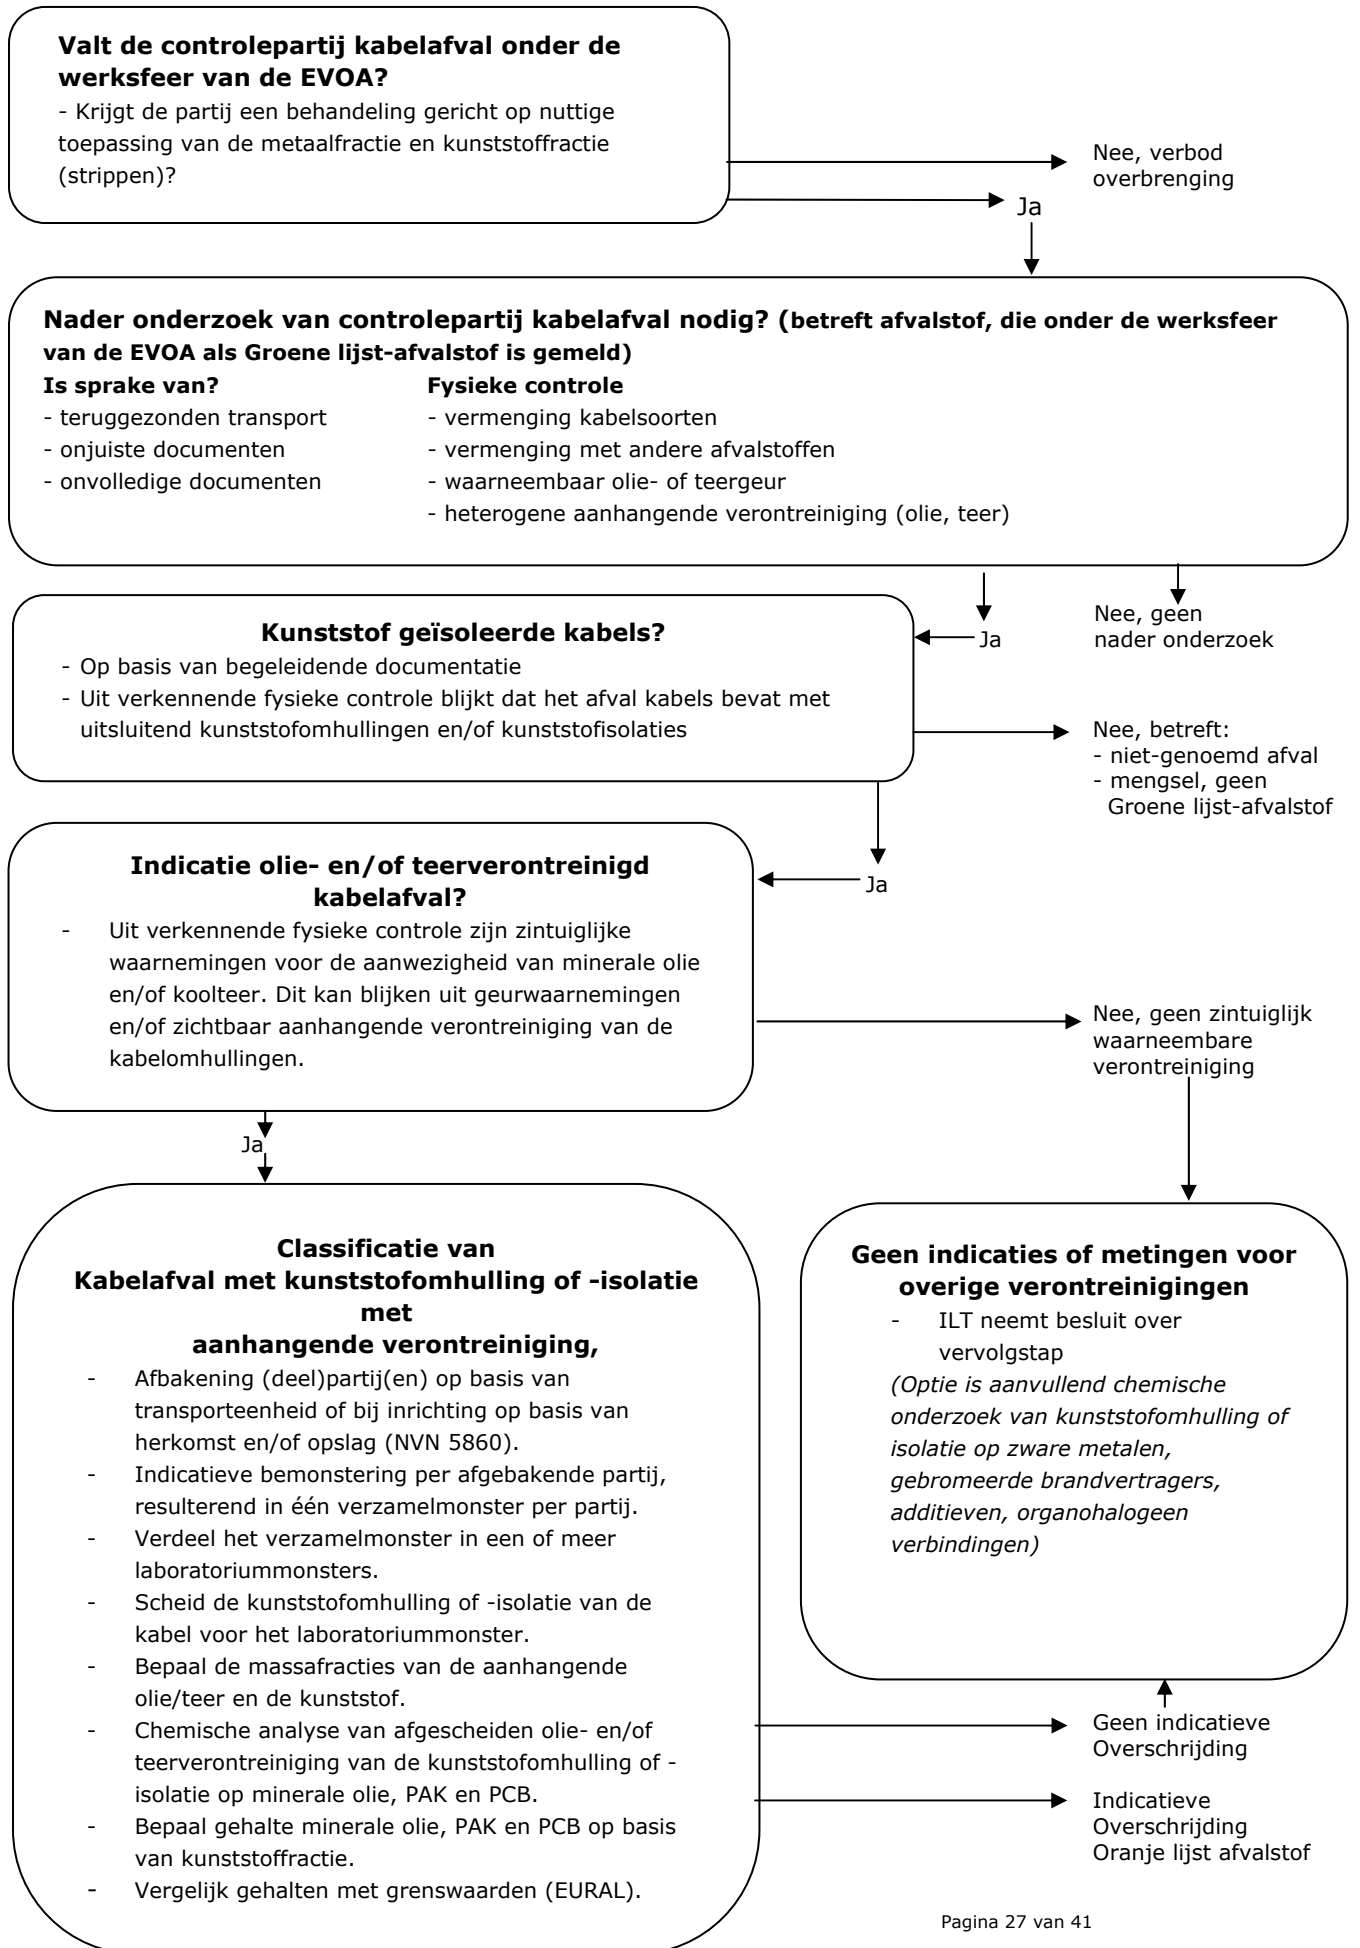 Valt de controlepartij kabelafval onder de
werksfeer van de EVOA?
- Krijgt de partij een behandeling gericht op nuttige
toepassing van de metaalfractie en kunststoffractie
(strippen)?
Nee, verbod
overbrenging
Ja
Nader onderzoek van controlepartij kabelafval nodig? (betreft afvalstof, die onder de werksfeer
van de EVOA als Groene lijst-afvalstof is gemeld)
Is sprake van?
- teruggezonden transport
- onjuiste documenten
- onvolledige documenten
Fysieke controle
- vermenging kabelsoorten
- vermenging met andere afvalstoffen
- waarneembaar olie- of teergeur
- heterogene aanhangende verontreiniging (olie, teer)
Ja
Nee, geen
nader onderzoek
Kunststof geïsoleerde kabels?
- Op basis van begeleidende documentatie
- Uit verkennende fysieke controle blijkt dat het afval kabels bevat met
uitsluitend kunststofomhullingen en/of kunststofisolaties
Nee, betreft:
- niet-genoemd afval
- mengsel, geen
Groene lijst-afvalstof
Ja
Indicatie olie- en/of teerverontreinigd
kabelafval?
- Uit verkennende fysieke controle zijn zintuiglijke
waarnemingen voor de aanwezigheid van minerale olie
en/of koolteer. Dit kan blijken uit geurwaarnemingen
en/of zichtbaar aanhangende verontreiniging van de
kabelomhullingen.
Nee, geen zintuiglijk
waarneembare
verontreiniging
Ja
Classificatie van
Kabelafval met kunststofomhulling of -isolatie
met
aanhangende verontreiniging,
- Afbakening (deel)partij(en) op basis van
transporteenheid of bij inrichting op basis van
herkomst en/of opslag (NVN 5860).
- Indicatieve bemonstering per afgebakende partij,
resulterend in één verzamelmonster per partij.
- Verdeel het verzamelmonster in een of meer
laboratoriummonsters.
- Scheid de kunststofomhulling of -isolatie van de
kabel voor het laboratoriummonster.
- Bepaal de massafracties van de aanhangende
olie/teer en de kunststof.
- Chemische analyse van afgescheiden olie- en/of
teerverontreiniging van de kunststofomhulling of -
isolatie op minerale olie, PAK en PCB.
- Bepaal gehalte minerale olie, PAK en PCB op basis
van kunststoffractie.
- Vergelijk gehalten met grenswaarden (EURAL).
Geen indicaties of metingen voor
overige verontreinigingen
- ILT neemt besluit over
vervolgstap
(Optie is aanvullend chemische
onderzoek van kunststofomhulling of
isolatie op zware metalen,
gebromeerde brandvertragers,
additieven, organohalogeen
verbindingen)
Geen indicatieve
Overschrijding
Indicatieve
Overschrijding
Oranje lijst afvalstof
Pagina 27 van 41